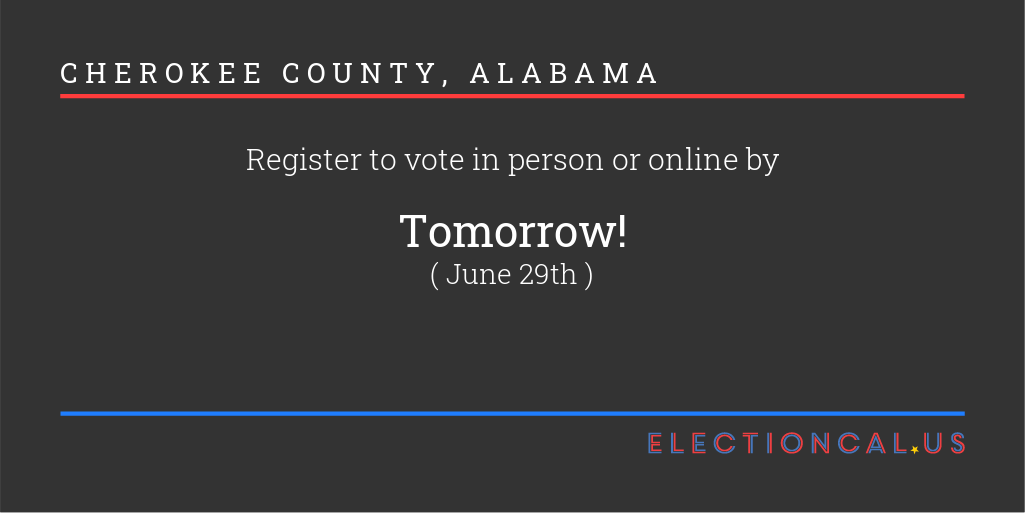 CHEROKEE COUNTY, ALABAMA
Register to vote in person or online by
Tomorrow!
( June 29th )
ELECTIONCAL.US